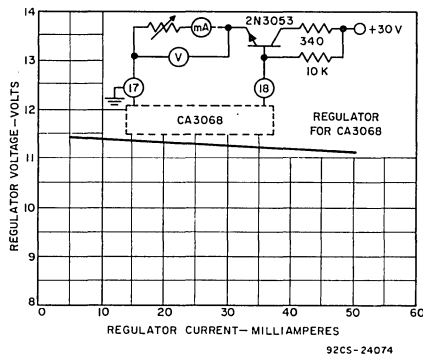 14
13
12
11
10
9
8
REGULATOR VOLTAGE—VOLTS
mA
2N3053
+30 V
340
V
10 K
17
18
CA3068
REGULATOR
FOR CA3068
0 10 20 30 40 50 60
REGULATOR CURRENT—MILLIAMPERES
92CS-24074